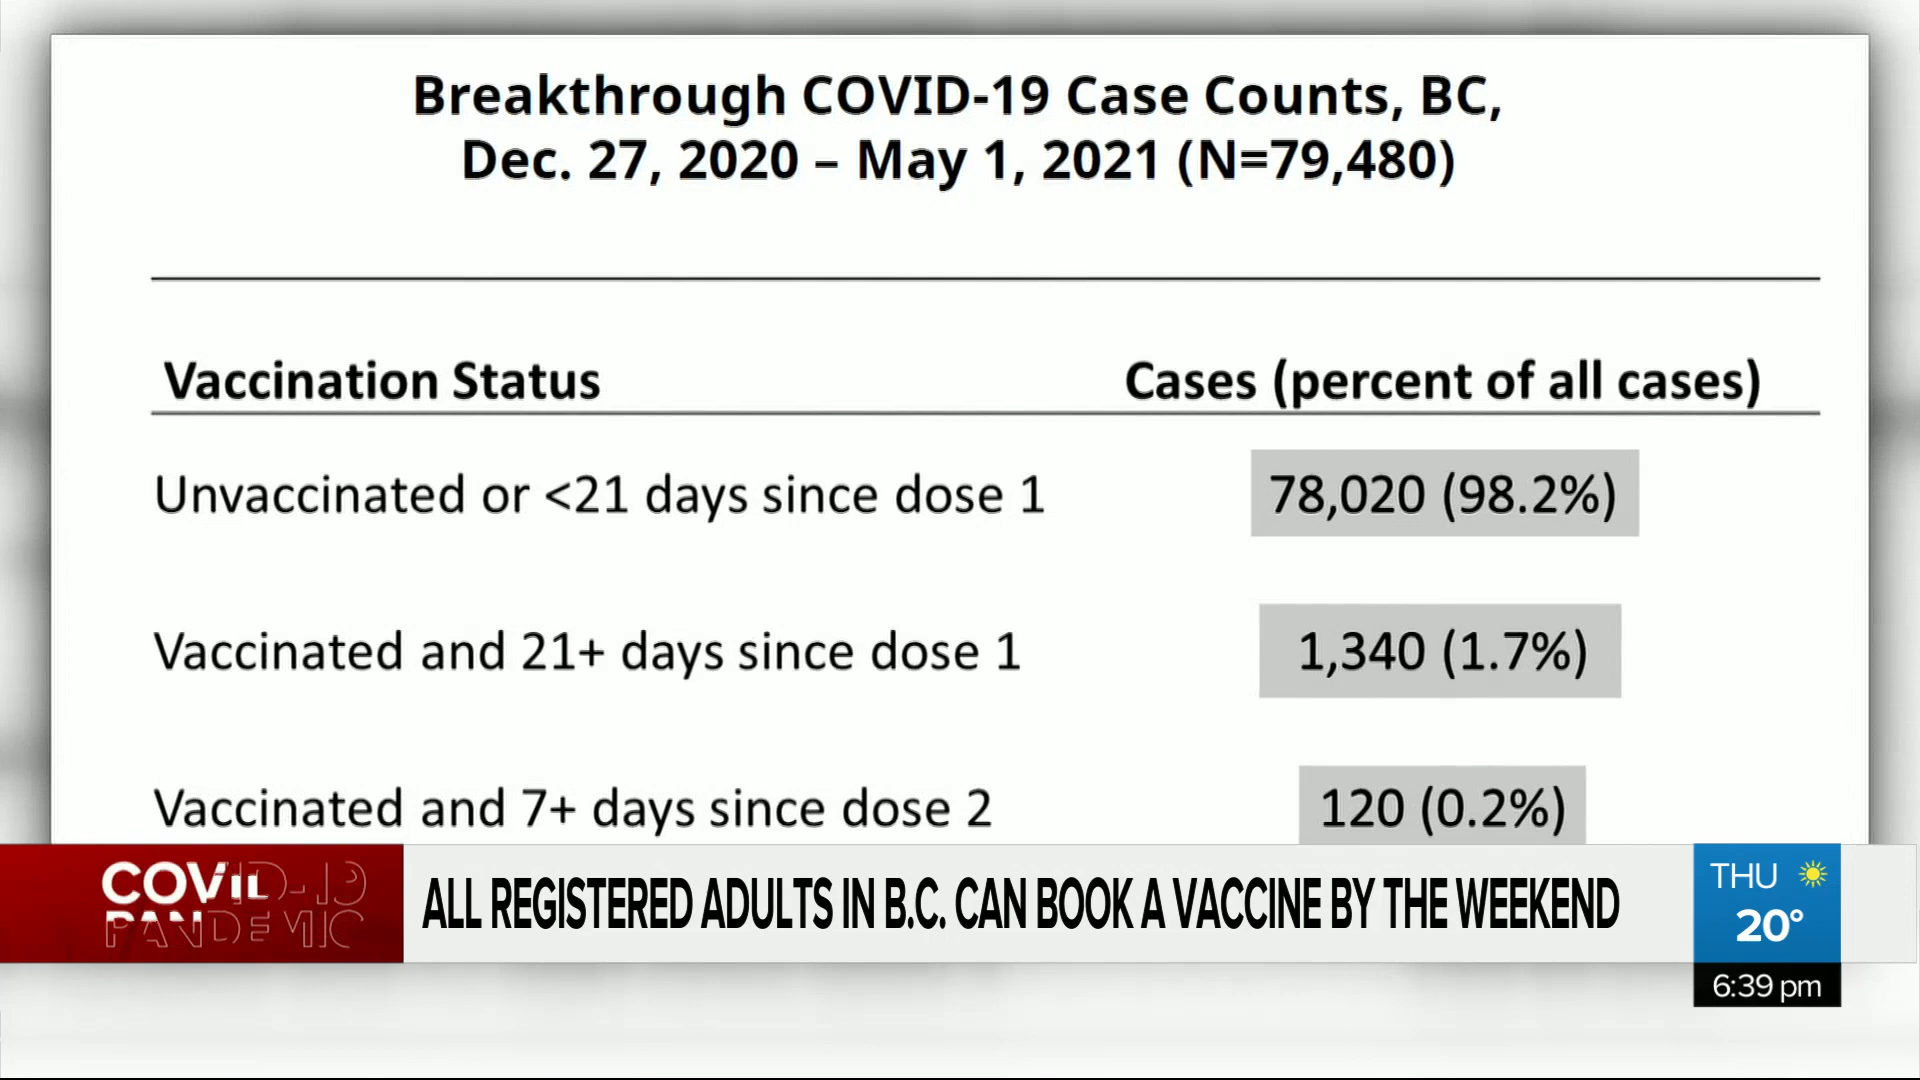 Breakthrough COVID-19 Case Counts, BC,
Dec. 27, 2020 – May 1, 2021 (N=79,480)
Vaccination Status Cases (percent of all cases)
Unvaccinated or <21 days since dose 1 78,020 (98.2%)
Vaccinated and 21+ days since dose 1 1,340 (1.7%)
Vaccinated and 7+ days since dose 2 120 (0.2%)
COVID-19
PANDEMIC
ALL REGISTERED ADULTS IN B.C. CAN BOOK A VACCINE BY THE WEEKEND
THU
20°
6:39 pm